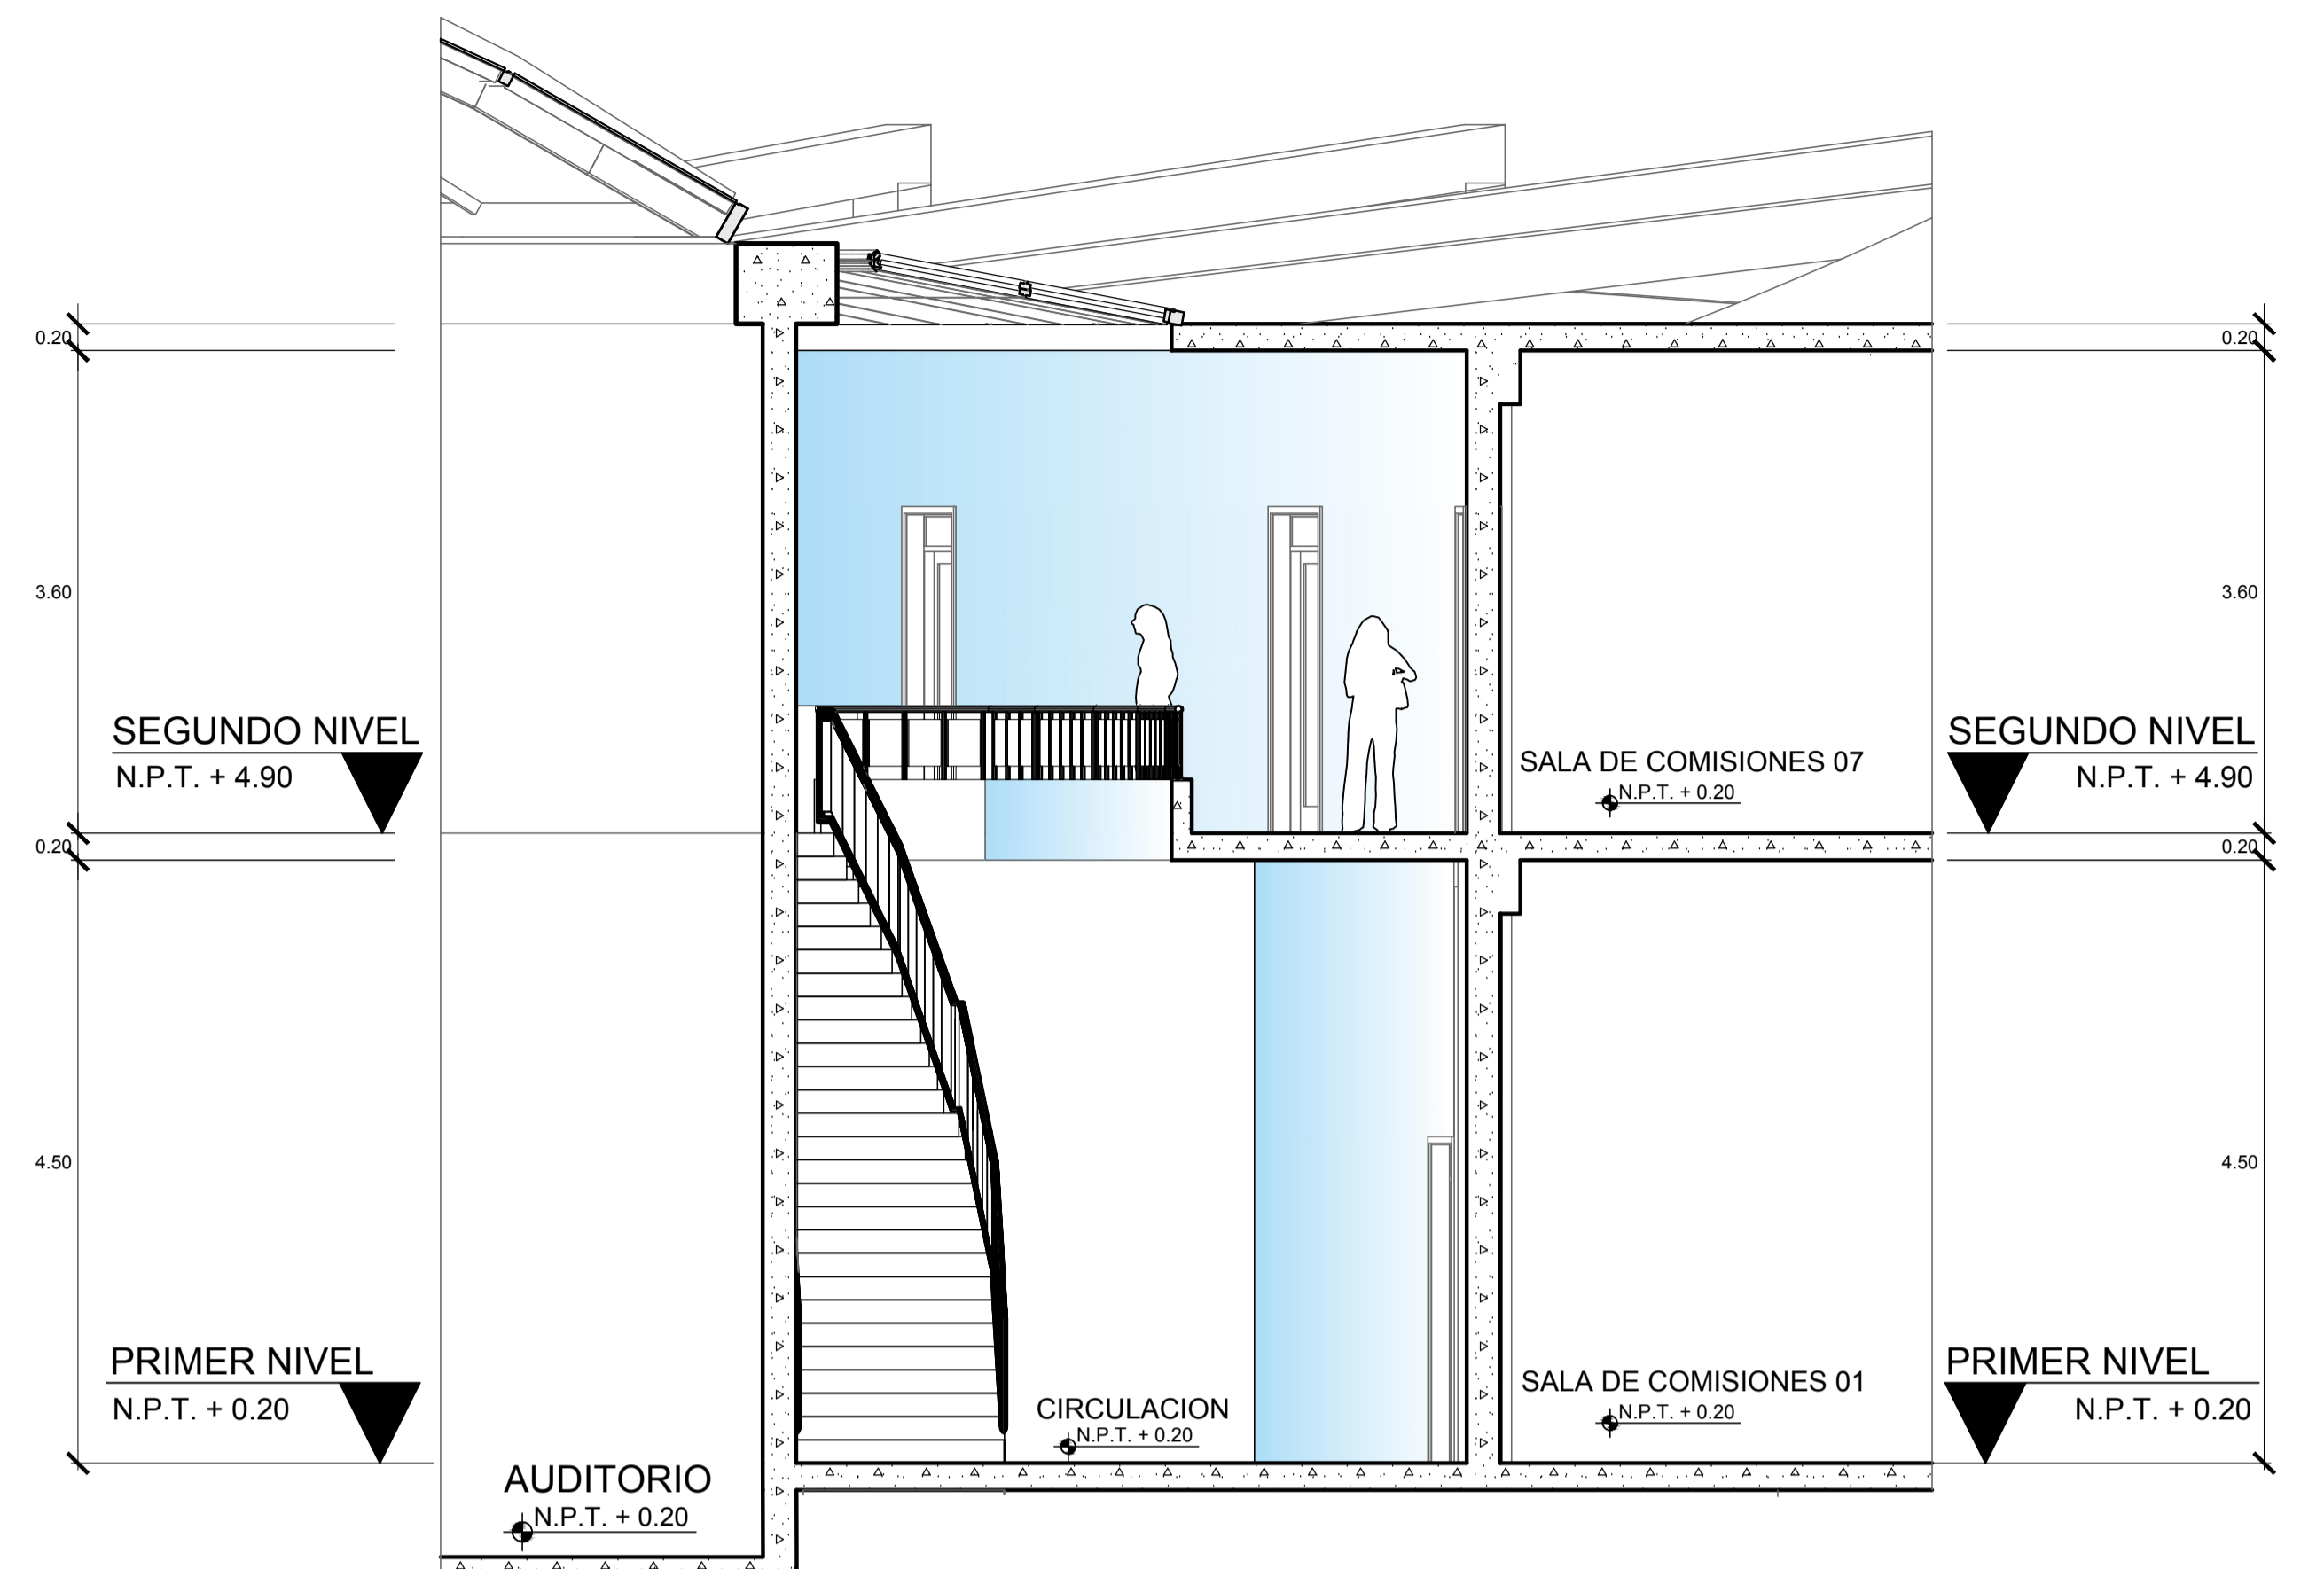 0.20
0.20
3.60
3.60
SEGUNDO NIVEL
N.P.T. + 4.90
SALA DE COMISIONES 07
N.P.T. + 0.20
SEGUNDO NIVEL
N.P.T. + 4.90
0.20
0.20
4.50
4.50
PRIMER NIVEL
N.P.T. + 0.20
CIRCULACION
N.P.T. + 0.20
SALA DE COMISIONES 01
N.P.T. + 0.20
PRIMER NIVEL
N.P.T. + 0.20
AUDITORIO
N.P.T. + 0.20